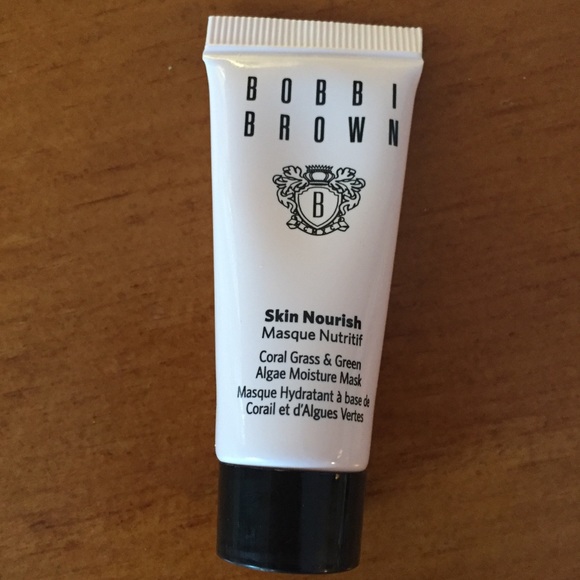 BOBBI
BROWN
B
Skin Nourish
Masque Nutritif
Coral Grass & Green
Algae Moisture Mask
Masque Hydratant à base de
Corail et d'Algues Vertes